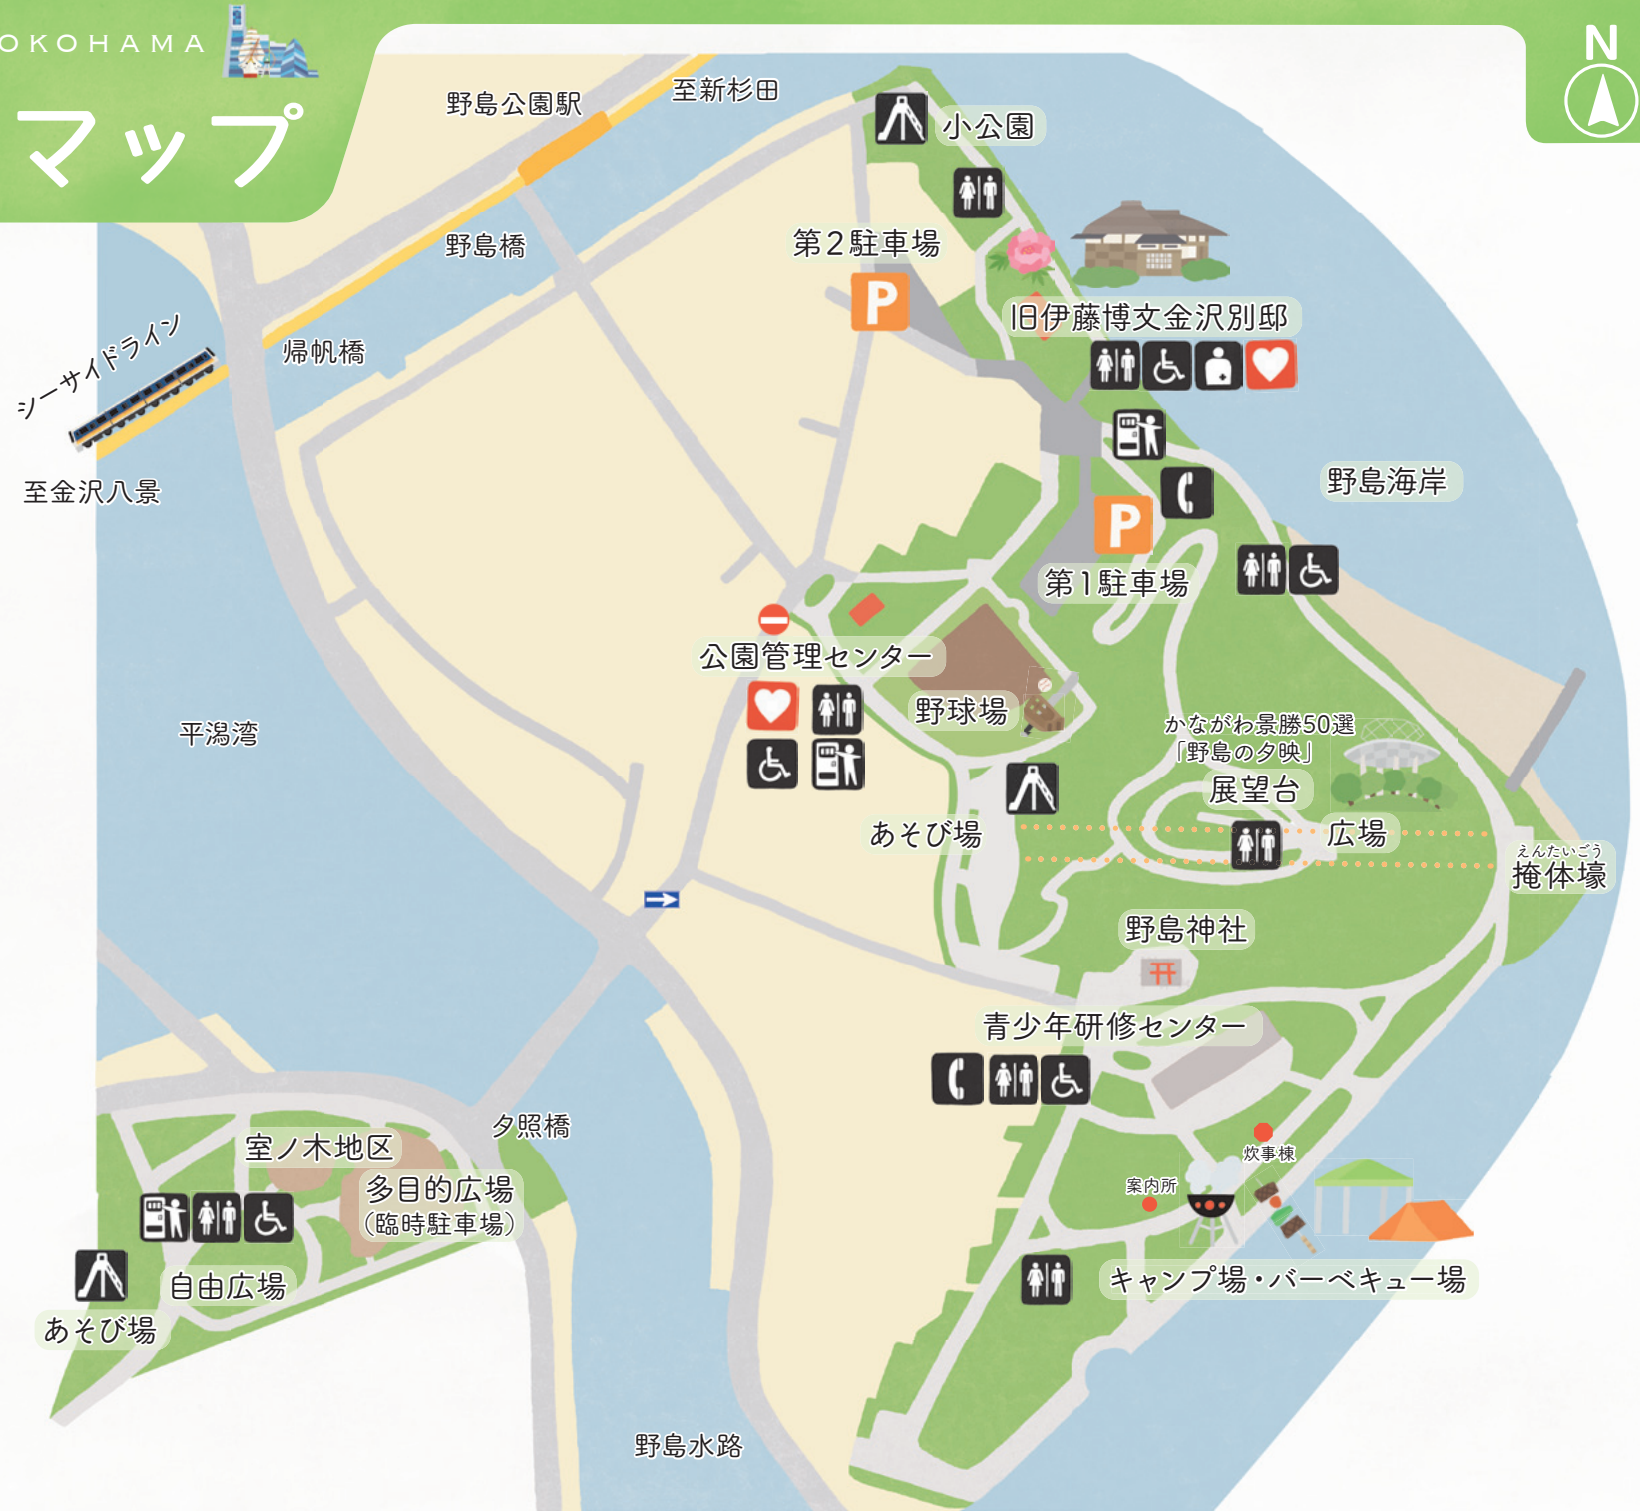 OKOHAMA
マップ
N
野島公園駅
至新杉田
小公園
野島橋
第2駐車場
P
旧伊藤博文金沢別邸
シーサイドライン
帰帆橋
至金沢八景
野島海岸
P
第1駐車場
公園管理センター
野球場
平潟湾
かながわ景勝50選
「野島の夕映」
展望台
あそび場
広場
えんたいごう
掩体壕
野島神社
青少年研修センター
夕照橋
室ノ木地区
多目的広場
(臨時駐車場)
炊事棟
案内所
自由広場
キャンプ場・バーベキュー場
あそび場
野島水路